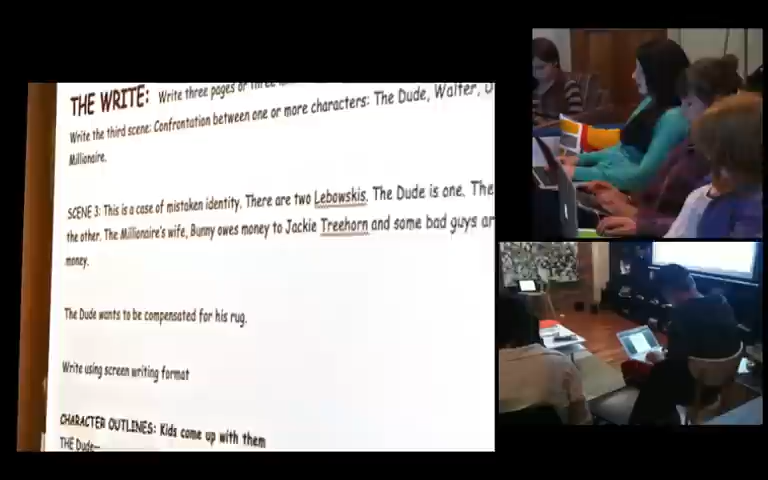 THE WRITE: Write three pages or three
Write the third scene: Confrontation between one or more characters: The Dude, Walter,
Millionaire.
SCENE 3: This is a case of mistaken identity. There are two Lebowskis. The Dude is one. The
the other. The Millionaire's wife, Bunny owes money to Jackie Treehorn and some bad guys
money.
The Dude wants to be compensated for his rug.
Write using screen writing format
CHARACTER OUTLINES: Kids come up with them
THE Dude—